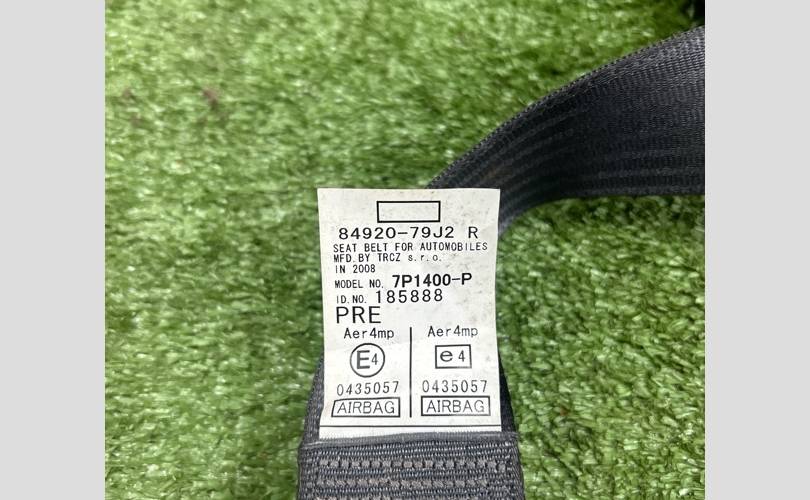 84920-79J2 R
SEAT BELT FOR AUTOMOBILES
MFD. BY TRCZ s.r.o.
IN 2008
MODEL NO. 7P1400-P
ID.NO. 185888
PRE
Aer4mp Aer4mp
E4 e4
0435057 0435057
AIRBAG AIRBAG